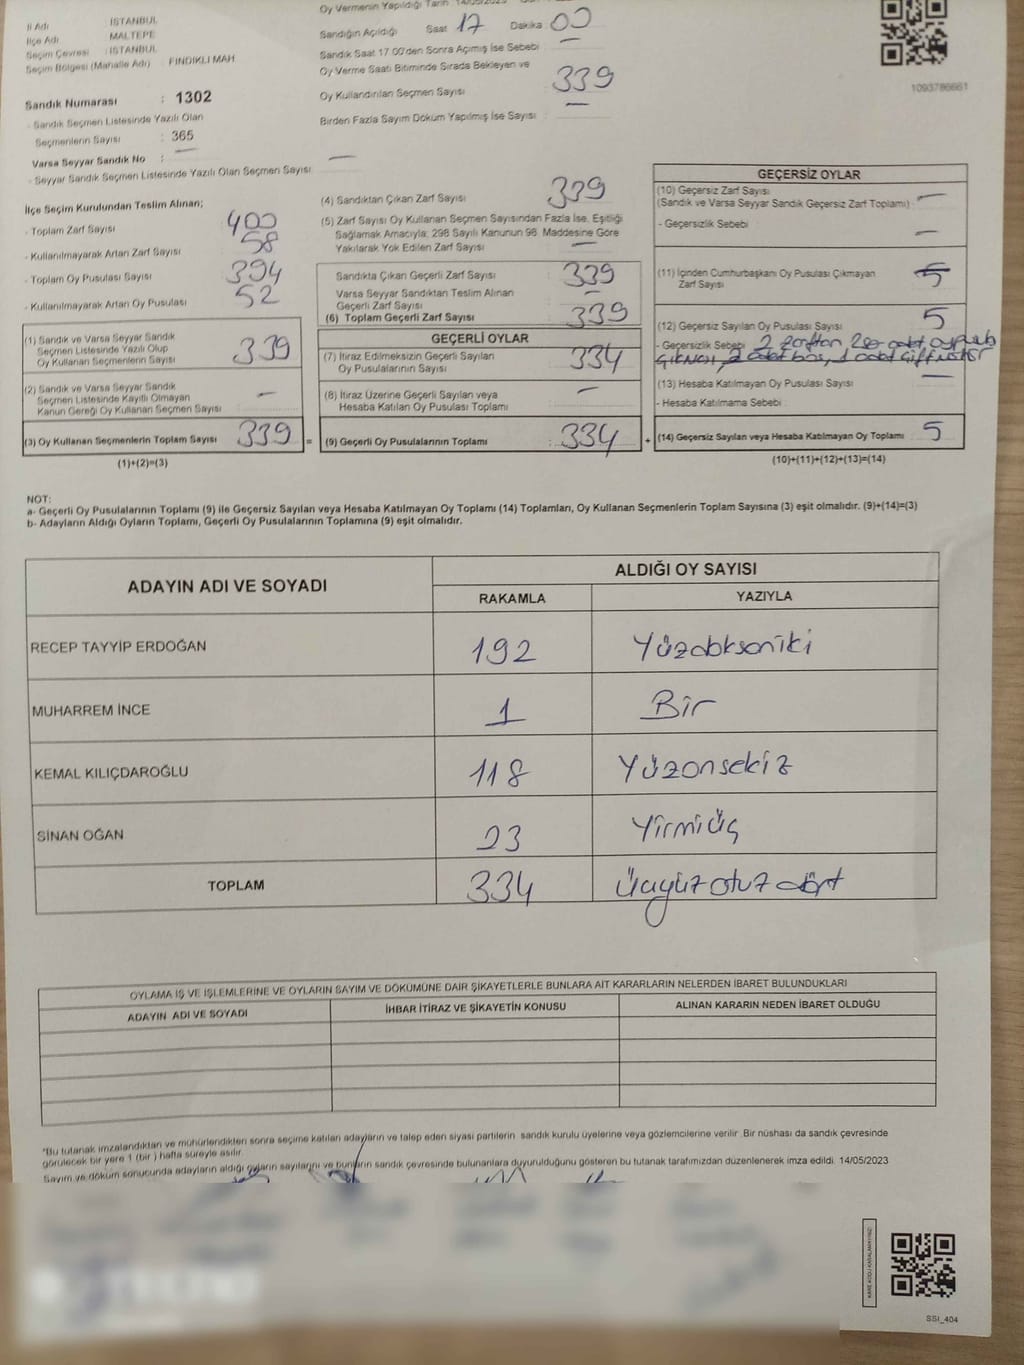 Oy Vermenin Yapıldığı Tarih 14/05/2023
İl Adı : İSTANBUL
İlçe Adı : MALTEPE
Seçim Çevresi : İSTANBUL
Seçim Bölgesi (Mahalle Adı) : FINDIKLI MAH.
Sandık Numarası : 1302
- Sandık Seçmen Listesinde Yazılı Olan
Seçmenlerin Sayısı : 365
Varsa Seyyar Sandık No : —
- Seyyar Sandık Seçmen Listesinde Yazılı Olan Seçmen Sayısı : —
Sandığın Açıldığı Saat 17 Dakika 00
Sandık Saat 17.00'den Sonra Açılmış İse Sebebi —
Oy Verme Saati Bitiminde Sırada Bekleyen ve
Oy Kullandırılan Seçmen Sayısı 339
Birden Fazla Sayım Döküm Yapılmış İse Sayısı : —
1093786661
İlçe Seçim Kurulundan Teslim Alınan;
- Toplam Zarf Sayısı 400
- Kullanılmayarak Artan Zarf Sayısı 58
- Toplam Oy Pusulası Sayısı 394
- Kullanılmayarak Artan Oy Pusulası 52
(1) Sandık ve Varsa Seyyar Sandık
Seçmen Listesinde Yazılı Olup
Oy Kullanan Seçmenlerin Sayısı 339
(2) Sandık ve Varsa Seyyar Sandık
Seçmen Listesinde Kayıtlı Olmayan
Kanun Gereği Oy Kullanan Seçmen Sayısı —
(3) Oy Kullanan Seçmenlerin Toplam Sayısı 339 =
(1)+(2)=(3)
(4) Sandıktan Çıkan Zarf Sayısı 339
(5) Zarf Sayısı Oy Kullanan Seçmen Sayısından Fazla İse, Eşitliği
Sağlamak Amacıyla; 298 Sayılı Kanunun 98. Maddesine Göre
Yakılarak Yok Edilen Zarf Sayısı —
Sandıkta Çıkan Geçerli Zarf Sayısı 339
Varsa Seyyar Sandıktan Teslim Alınan
Geçerli Zarf Sayısı —
(6) Toplam Geçerli Zarf Sayısı 339
GEÇERLİ OYLAR
(7) İtiraz Edilmeksizin Geçerli Sayılan
Oy Pusulalarının Sayısı 334
(8) İtiraz Üzerine Geçerli Sayılan veya
Hesaba Katılan Oy Pusulası Toplamı —
(9) Geçerli Oy Pusulalarının Toplamı : 334 +
GEÇERSİZ OYLAR
(10) Geçersiz Zarf Sayısı
(Sandık ve Varsa Seyyar Sandık Geçersiz Zarf Toplamı) : —
- Geçersizlik Sebebi —
(11) İçinden Cumhurbaşkanı Oy Pusulası Çıkmayan
Zarf Sayısı 5
(12) Geçersiz Sayılan Oy Pusulası Sayısı 5
- Geçersizlik Sebebi 2 zarftan 2şer adet oy pusulası
çıkması, 2 adet boş, 1 adet çift
(13) Hesaba Katılmayan Oy Pusulası Sayısı —
- Hesaba Katılmama Sebebi :
(14) Geçersiz Sayılan veya Hesaba Katılmayan Oy Toplamı 5
(10)+(11)+(12)+(13)=(14)
NOT:
a- Geçerli Oy Pusulalarının Toplamı (9) ile Geçersiz Sayılan veya Hesaba Katılmayan Oy Toplamı (14) Toplamları, Oy Kullanan Seçmenlerin Toplam Sayısına (3) eşit olmalıdır. (9)+(14)=(3)
b- Adayların Aldığı Oyların Toplamı, Geçerli Oy Pusulalarının Toplamına (9) eşit olmalıdır.
ADAYIN ADI VE SOYADI ALDIĞI OY SAYISI
RAKAMLA YAZIYLA
RECEP TAYYİP ERDOĞAN 192 Yüzdoksaniki
MUHARREM İNCE 1 Bir
KEMAL KILIÇDAROĞLU 118 Yüzonsekiz
SİNAN OĞAN 23 Yirmiüç
TOPLAM 334 Üçyüz otuz dört
OYLAMA İŞ VE İŞLEMLERİNE VE OYLARIN SAYIM VE DÖKÜMÜNE DAİR ŞİKAYETLERLE BUNLARA AİT KARARLARIN NELERDEN İBARET BULUNDUKLARI
ADAYIN ADI VE SOYADI İHBAR İTİRAZ VE ŞİKAYETİN KONUSU ALINAN KARARIN NEDEN İBARET OLDUĞU
*Bu tutanak imzalandıktan ve mühürlendikten sonra seçime katılan adayların ve talep eden siyasi partilerin sandık kurulu üyelerine veya gözlemcilerine verilir. Bir nüshası da sandık çevresinde
görülecek bir yere 1 (bir) hafta süreyle asılır.
Sayım ve döküm sonucunda adayların aldığı oyların sayılarını ve bunların sandık çevresinde bulunanlara duyurulduğunu gösteren bu tutanak tarafımızdan düzenlenerek imza edildi. 14/05/2023
SSI_404